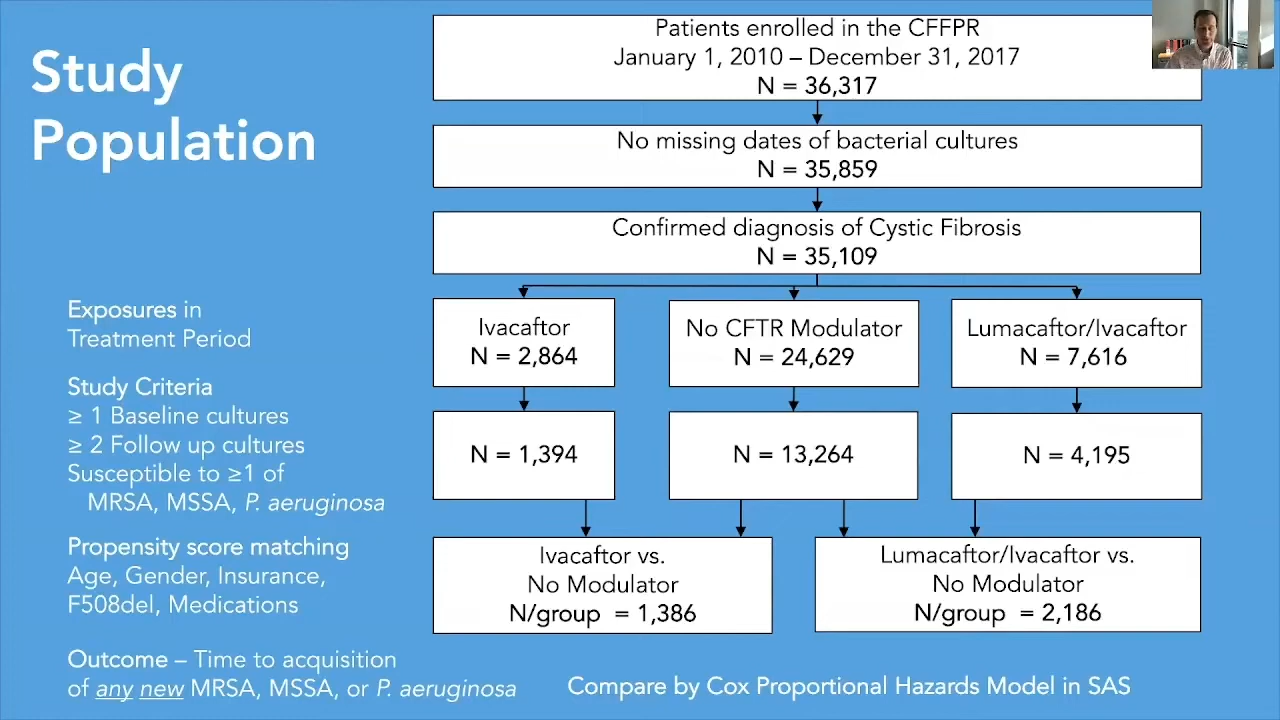 Study
Population
Patients enrolled in the CFFPR
January 1, 2010 – December 31, 2017
N = 36,317
No missing dates of bacterial cultures
N = 35,859
Confirmed diagnosis of Cystic Fibrosis
N = 35,109
Exposures in
Treatment Period
Ivacaftor
N = 2,864
No CFTR Modulator
N = 24,629
Lumacaftor/Ivacaftor
N = 7,616
Study Criteria
≥ 1 Baseline cultures
≥ 2 Follow up cultures
Susceptible to ≥1 of
MRSA, MSSA, P. aeruginosa
N = 1,394
N = 13,264
N = 4,195
Propensity score matching
Age, Gender, Insurance,
F508del, Medications
Ivacaftor vs.
No Modulator
N/group = 1,386
Lumacaftor/Ivacaftor vs.
No Modulator
N/group = 2,186
Outcome – Time to acquisition
of any new MRSA, MSSA, or P. aeruginosa
Compare by Cox Proportional Hazards Model in SAS